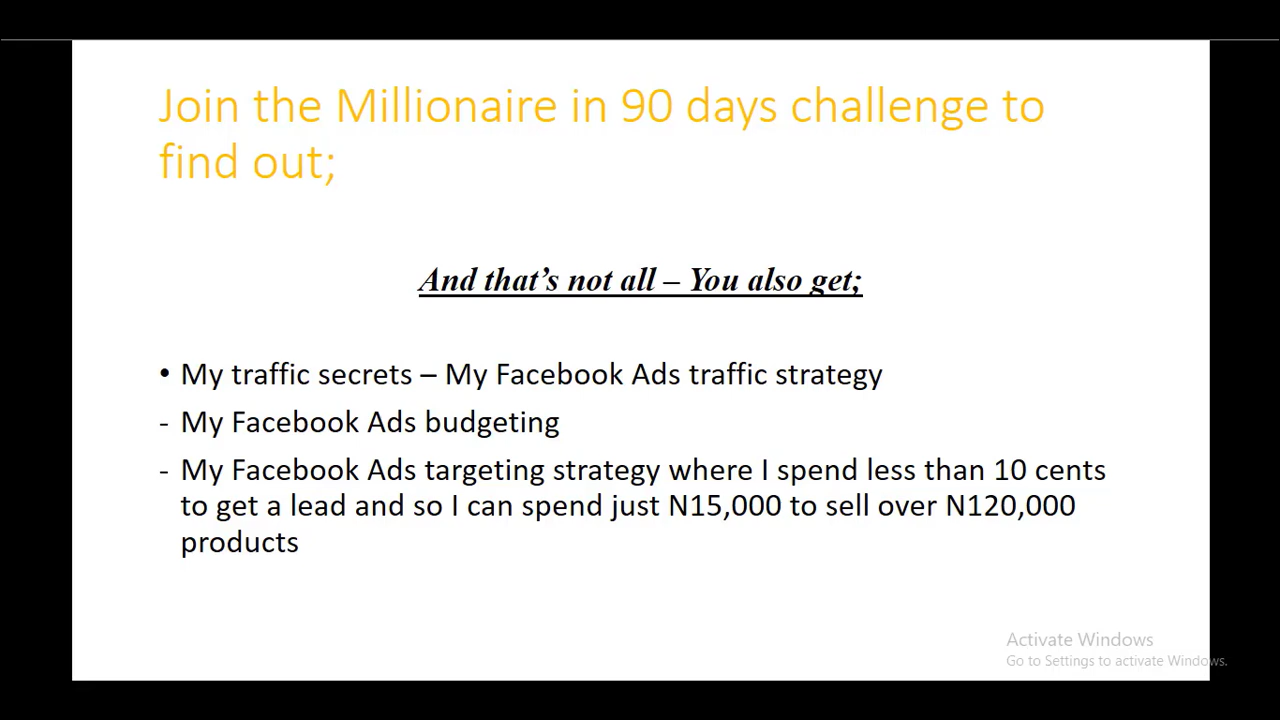 Join the Millionaire in 90 days challenge to
find out;
And that’s not all – You also get;
• My traffic secrets – My Facebook Ads traffic strategy
- My Facebook Ads budgeting
- My Facebook Ads targeting strategy where I spend less than 10 cents
to get a lead and so I can spend just N15,000 to sell over N120,000
products
Activate Windows
Go to Settings to activate Windows.